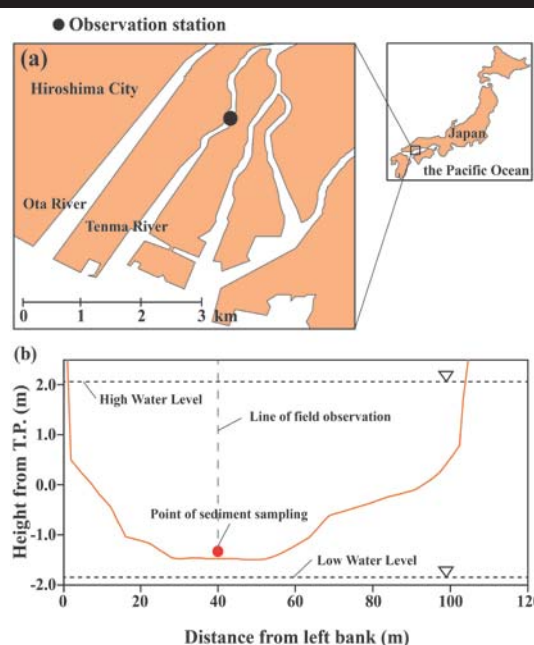 Observation station
(a)
Hiroshima City
Ota River
Tenma River
0 1 2 3 km
Japan
the Pacific Ocean
(b)
Height from T.P. (m)
2.0
1.0
0.0
-1.0
-2.0
High Water Level
Line of field observation
Point of sediment sampling
Low Water Level
0 20 40 60 80 100 120
Distance from left bank (m)